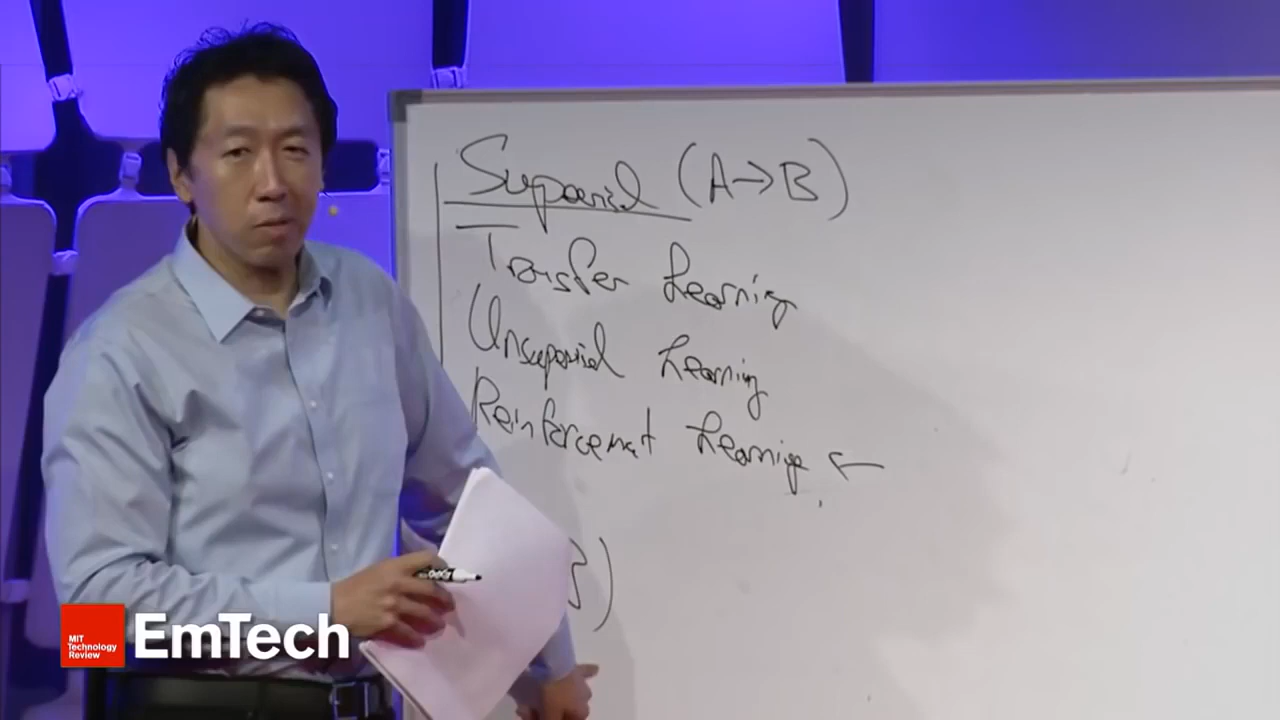 Supervised (A→B)
Transfer Learning
Unsupervised Learning
Reinforcement Learning ←
B)
MIT
Technology
Review
EmTech